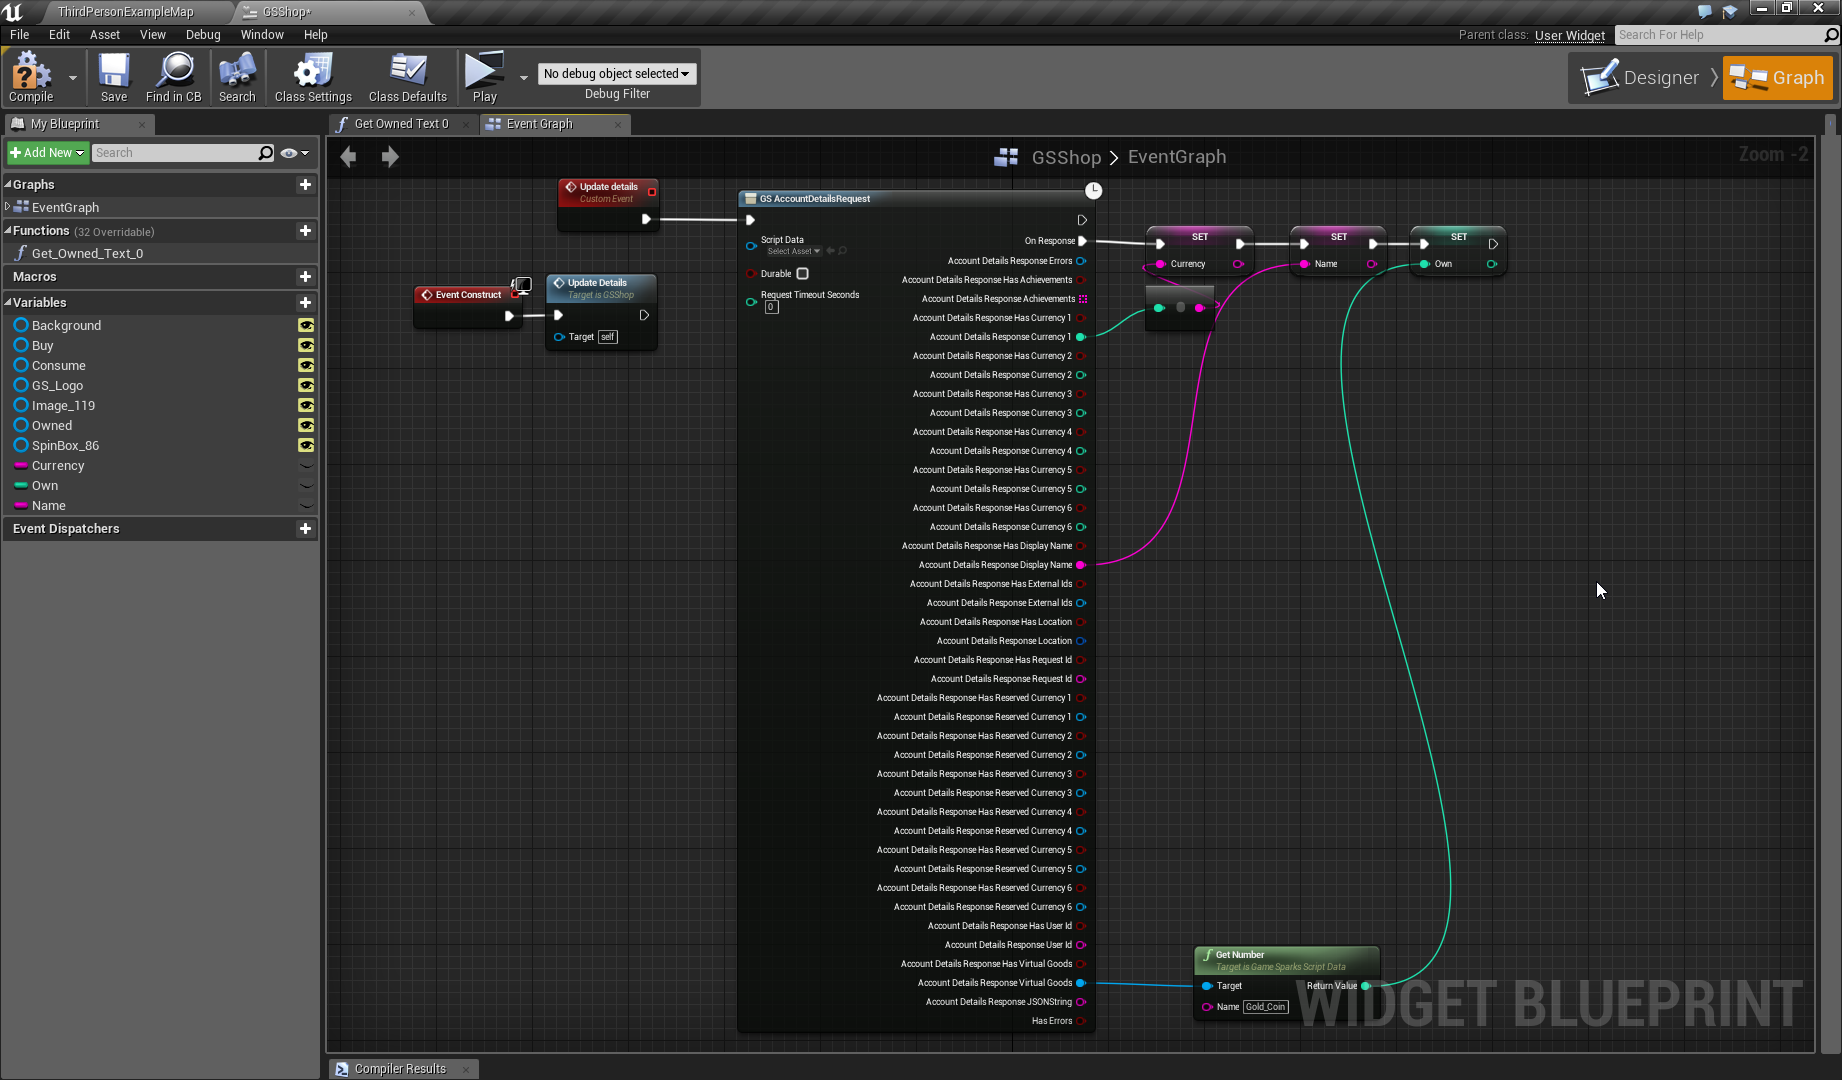 ThirdPersonExampleMap
GSShop*
File Edit Asset View Debug Window Help
Parent class: User Widget
Search For Help
Compile
Save
Find in CB
Search
Class Settings
Class Defaults
Play
No debug object selected
Debug Filter
Designer
Graph
My Blueprint
Get Owned Text 0
Event Graph
Add New
Search
GSShop > EventGraph
Zoom -2
Graphs
EventGraph
Functions (32 Overridable)
Get_Owned_Text_0
Macros
Variables
Background
Buy
Consume
GS_Logo
Image_119
Owned
SpinBox_86
Currency
Own
Name
Event Dispatchers
Update details
Custom Event
Event Construct
Update Details
Target is GSShop
Target self
GS AccountDetailsRequest
Script Data
Select Asset
Durable
Request Timeout Seconds
0
On Response
Account Details Response Errors
Account Details Response Has Achievements
Account Details Response Achievements
Account Details Response Has Currency 1
Account Details Response Currency 1
Account Details Response Has Currency 2
Account Details Response Currency 2
Account Details Response Has Currency 3
Account Details Response Currency 3
Account Details Response Has Currency 4
Account Details Response Currency 4
Account Details Response Has Currency 5
Account Details Response Currency 5
Account Details Response Has Currency 6
Account Details Response Currency 6
Account Details Response Has Display Name
Account Details Response Display Name
Account Details Response Has External Ids
Account Details Response External Ids
Account Details Response Has Location
Account Details Response Location
Account Details Response Has Request Id
Account Details Response Request Id
Account Details Response Has Reserved Currency 1
Account Details Response Reserved Currency 1
Account Details Response Has Reserved Currency 2
Account Details Response Reserved Currency 2
Account Details Response Has Reserved Currency 3
Account Details Response Reserved Currency 3
Account Details Response Has Reserved Currency 4
Account Details Response Reserved Currency 4
Account Details Response Has Reserved Currency 5
Account Details Response Reserved Currency 5
Account Details Response Has Reserved Currency 6
Account Details Response Reserved Currency 6
Account Details Response Has User Id
Account Details Response User Id
Account Details Response Has Virtual Goods
Account Details Response Virtual Goods
Account Details Response JSONString
Has Errors
SET
Currency
SET
Name
SET
Own
Get Number
Target is Game Sparks Script Data
Target
Return Value
Name Gold_Coin
WIDGET BLUEPRINT
Compiler Results